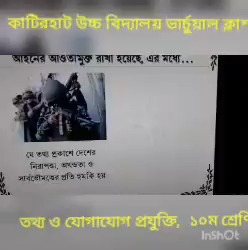 কাটিরহাট উচ্চ বিদ্যালয় ভার্চুয়াল ক্লাশ
আইনের আওতামুক্ত রাখা হয়েছে, এর মধ্যে...
যে তথ্য প্রকাশে দেশের
নিরাপত্তা, অখণ্ডতা ও
সার্বভৌমত্বের প্রতি হুমকি হয়
তথ্য ও যোগাযোগ প্রযুক্তি, ১০ম শ্রেণি
InShOt